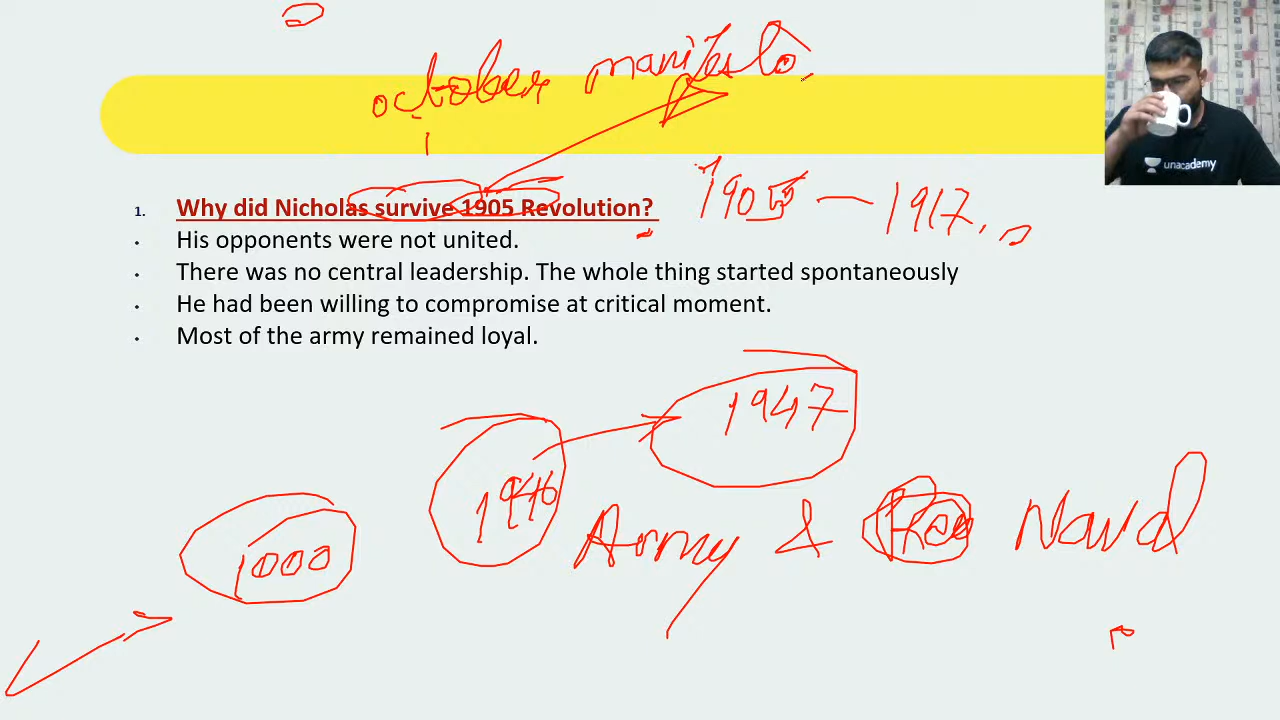 october manifesto
unacademy
1. Why did Nicholas survive 1905 Revolution?
1905 — 1917.
• His opponents were not united.
• There was no central leadership. The whole thing started spontaneously
• He had been willing to compromise at critical moment.
• Most of the army remained loyal.
1947
1946
Army & Naval
1000